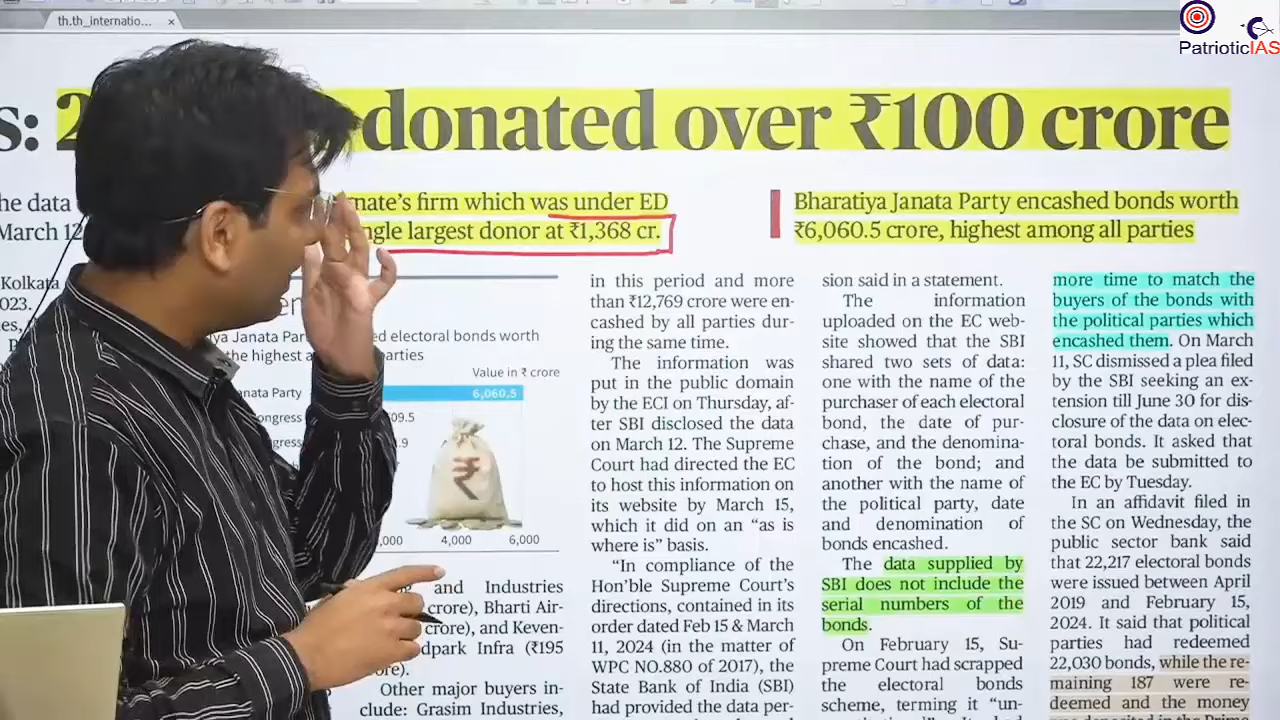 th.th_internatio...
PatrioticIAS
s: 2 donated over ₹100 crore
he data
March 12
nate's firm which was under ED
ngle largest donor at ₹1,368 cr.
Bharatiya Janata Party encashed bonds worth
₹6,060.5 crore, highest among all parties
Kolkata
023.
es,
P
en
iya Janata Par ed electoral bonds worth
the highest a parties
Value in ₹ crore
anata Party 6,060.5
ongress 09.5
gress .9
₹
,000 4,000 6,000
and Industries
crore), Bharti Air-
crore), and Keven-
dpark Infra (₹195
ore).
Other major buyers in-
clude: Grasim Industries,
in this period and more
than ₹12,769 crore were en-
cashed by all parties dur-
ing the same time.
The information was
put in the public domain
by the ECI on Thursday, af-
ter SBI disclosed the data
on March 12. The Supreme
Court had directed the EC
to host this information on
its website by March 15,
which it did on an “as is
where is” basis.
“In compliance of the
Hon’ble Supreme Court’s
directions, contained in its
order dated Feb 15 & March
11, 2024 (in the matter of
WPC NO.880 of 2017), the
State Bank of India (SBI)
had provided the data per-
sion said in a statement.
The information
uploaded on the EC web-
site showed that the SBI
shared two sets of data:
one with the name of the
purchaser of each electoral
bond, the date of pur-
chase, and the denomina-
tion of the bond; and
another with the name of
the political party, date
and denomination of
bonds encashed.
The data supplied by
SBI does not include the
serial numbers of the
bonds.
On February 15, Su-
preme Court had scrapped
the electoral bonds
scheme, terming it “un-
more time to match the
buyers of the bonds with
the political parties which
encashed them. On March
11, SC dismissed a plea filed
by the SBI seeking an ex-
tension till June 30 for dis-
closure of the data on elec-
toral bonds. It asked that
the data be submitted to
the EC by Tuesday.
In an affidavit filed in
the SC on Wednesday, the
public sector bank said
that 22,217 electoral bonds
were issued between April
2019 and February 15,
2024. It said that political
parties had redeemed
22,030 bonds, while the re-
maining 187 were re-
deemed and the money